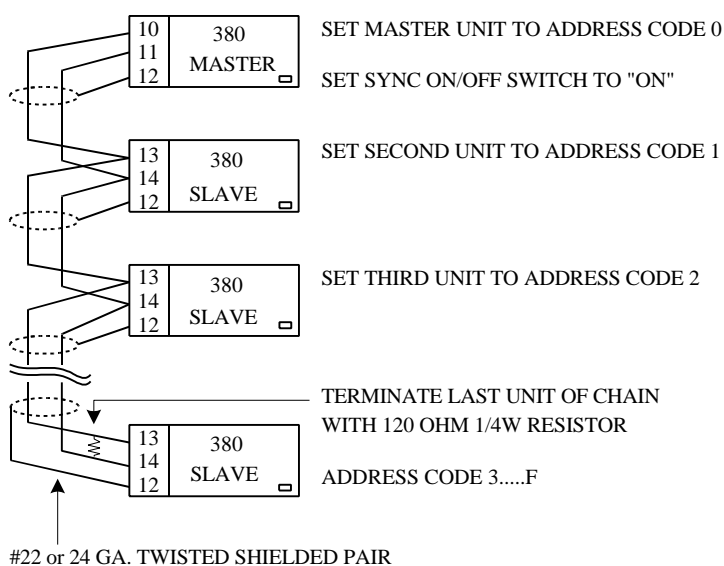 10 380 SET MASTER UNIT TO ADDRESS CODE 0
11
12 MASTER SET SYNC ON/OFF SWITCH TO "ON"
13 380 SET SECOND UNIT TO ADDRESS CODE 1
14
12 SLAVE
13 380 SET THIRD UNIT TO ADDRESS CODE 2
14
12 SLAVE
TERMINATE LAST UNIT OF CHAIN
WITH 120 OHM 1/4W RESISTOR
13 380
14
12 SLAVE ADDRESS CODE 3.....F
#22 or 24 GA. TWISTED SHIELDED PAIR